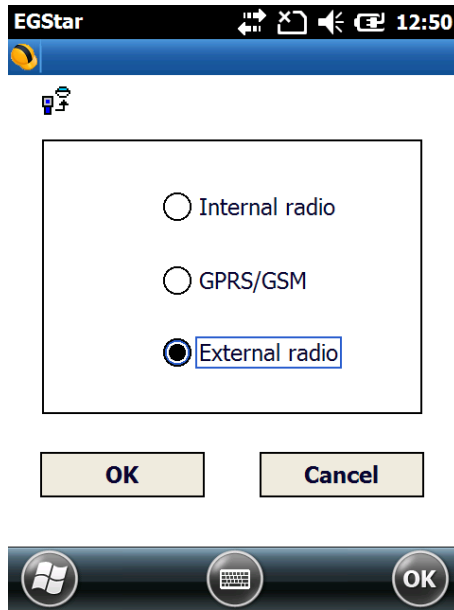 EGStar 12:50
Internal radio
GPRS/GSM
External radio
OK Cancel
OK